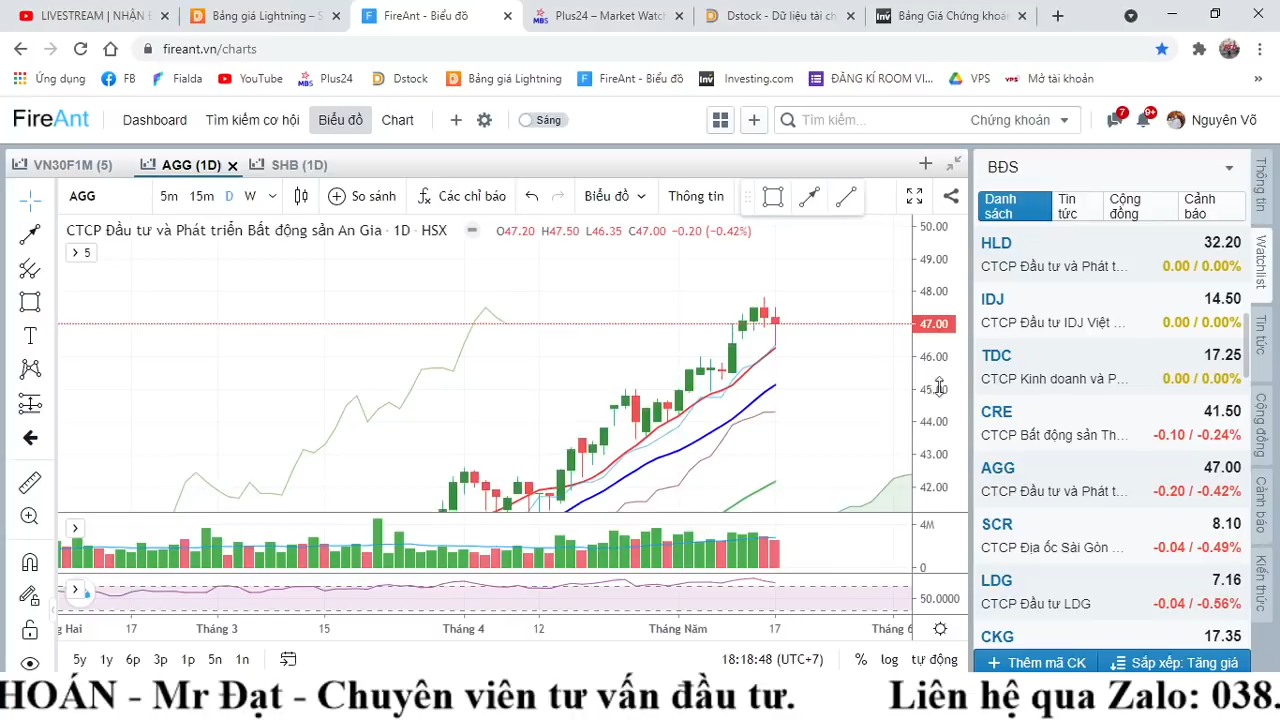 LIVESTREAM | NHẬN Đ
Bảng giá Lightning – S
FireAnt - Biểu đồ
Plus24 – Market Watch
Dstock - Dữ liệu tài ch
Bảng Giá Chứng khoán
fireant.vn/charts
Ứng dụng
FB
Fialda
YouTube
Plus24
Dstock
Bảng giá Lightning
FireAnt - Biểu đồ
Investing.com
ĐĂNG KÍ ROOM VI...
VPS
Mở tài khoản
»
FireAnt
Dashboard
Tìm kiếm cơ hội
Biểu đồ
Chart
Sáng
Tìm kiếm...
Chứng khoán
7
9+
Nguyên Võ
VN30F1M (5)
AGG (1D)
SHB (1D)
BĐS
AGG
5m
15m
D
W
So sánh
Các chỉ báo
Biểu đồ
Thông tin
Danh sách
Tin tức
Cộng đồng
Cảnh báo
CTCP Đầu tư và Phát triển Bất động sản An Gia · 1D · HSX
O47.20 H47.50 L46.35 C47.00 -0.20 (-0.42%)
5
50.00
49.00
48.00
47.00
46.00
45.00
44.00
43.00
42.00
4M
0
50.0000
HLD 32.20
CTCP Đầu tư và Phát t... 0.00 / 0.00%
IDJ 14.50
CTCP Đầu tư IDJ Việt ... 0.00 / 0.00%
TDC 17.25
CTCP Kinh doanh và P... 0.00 / 0.00%
CRE 41.50
CTCP Bất động sản Th... -0.10 / -0.24%
AGG 47.00
CTCP Đầu tư và Phát t... -0.20 / -0.42%
SCR 8.10
CTCP Địa ốc Sài Gòn ... -0.04 / -0.49%
LDG 7.16
CTCP Đầu tư LDG -0.04 / -0.56%
CKG 17.35
Thông tin
Watchlist
Tin tức
Cộng đồng
Cảnh báo
Kiến thức
g Hai
17
Tháng 3
15
Tháng 4
12
Tháng Năm
17
Tháng 6
5y
1y
6p
3p
1p
5n
1n
18:18:48 (UTC+7)
%
log
tự động
Thêm mã CK
Sắp xếp: Tăng giá
HOÁN - Mr Đạt - Chuyên viên tư vấn đầu tư. Liên hệ qua Zalo: 038.